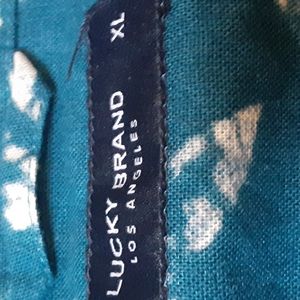 LUCKY BRAND
LOS ANGELES
XL